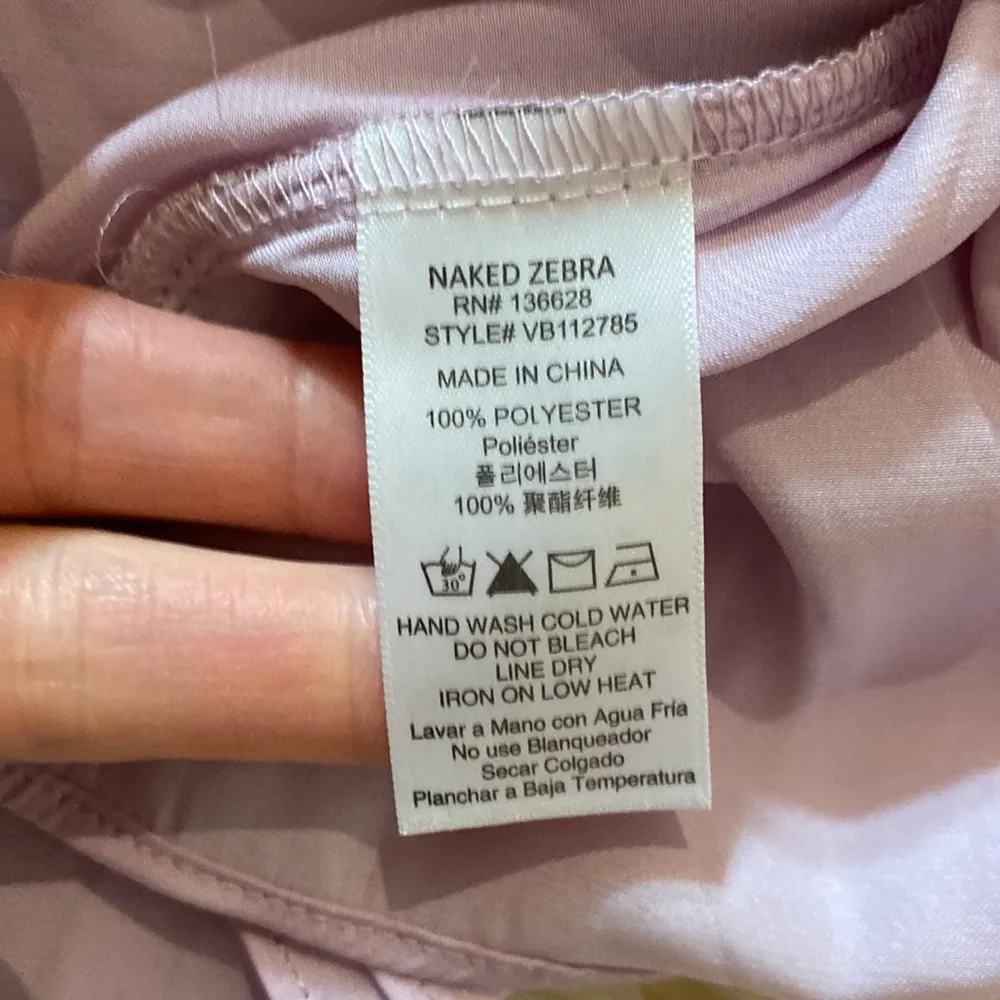 NAKED ZEBRA
RN# 136628
STYLE# VB112785
MADE IN CHINA
100% POLYESTER
Poliéster
폴리에스터
100% 聚酯纤维
30°
HAND WASH COLD WATER
DO NOT BLEACH
LINE DRY
IRON ON LOW HEAT
Lavar a Mano con Agua Fría
No use Blanqueador
Secar Colgado
Planchar a Baja Temperatura